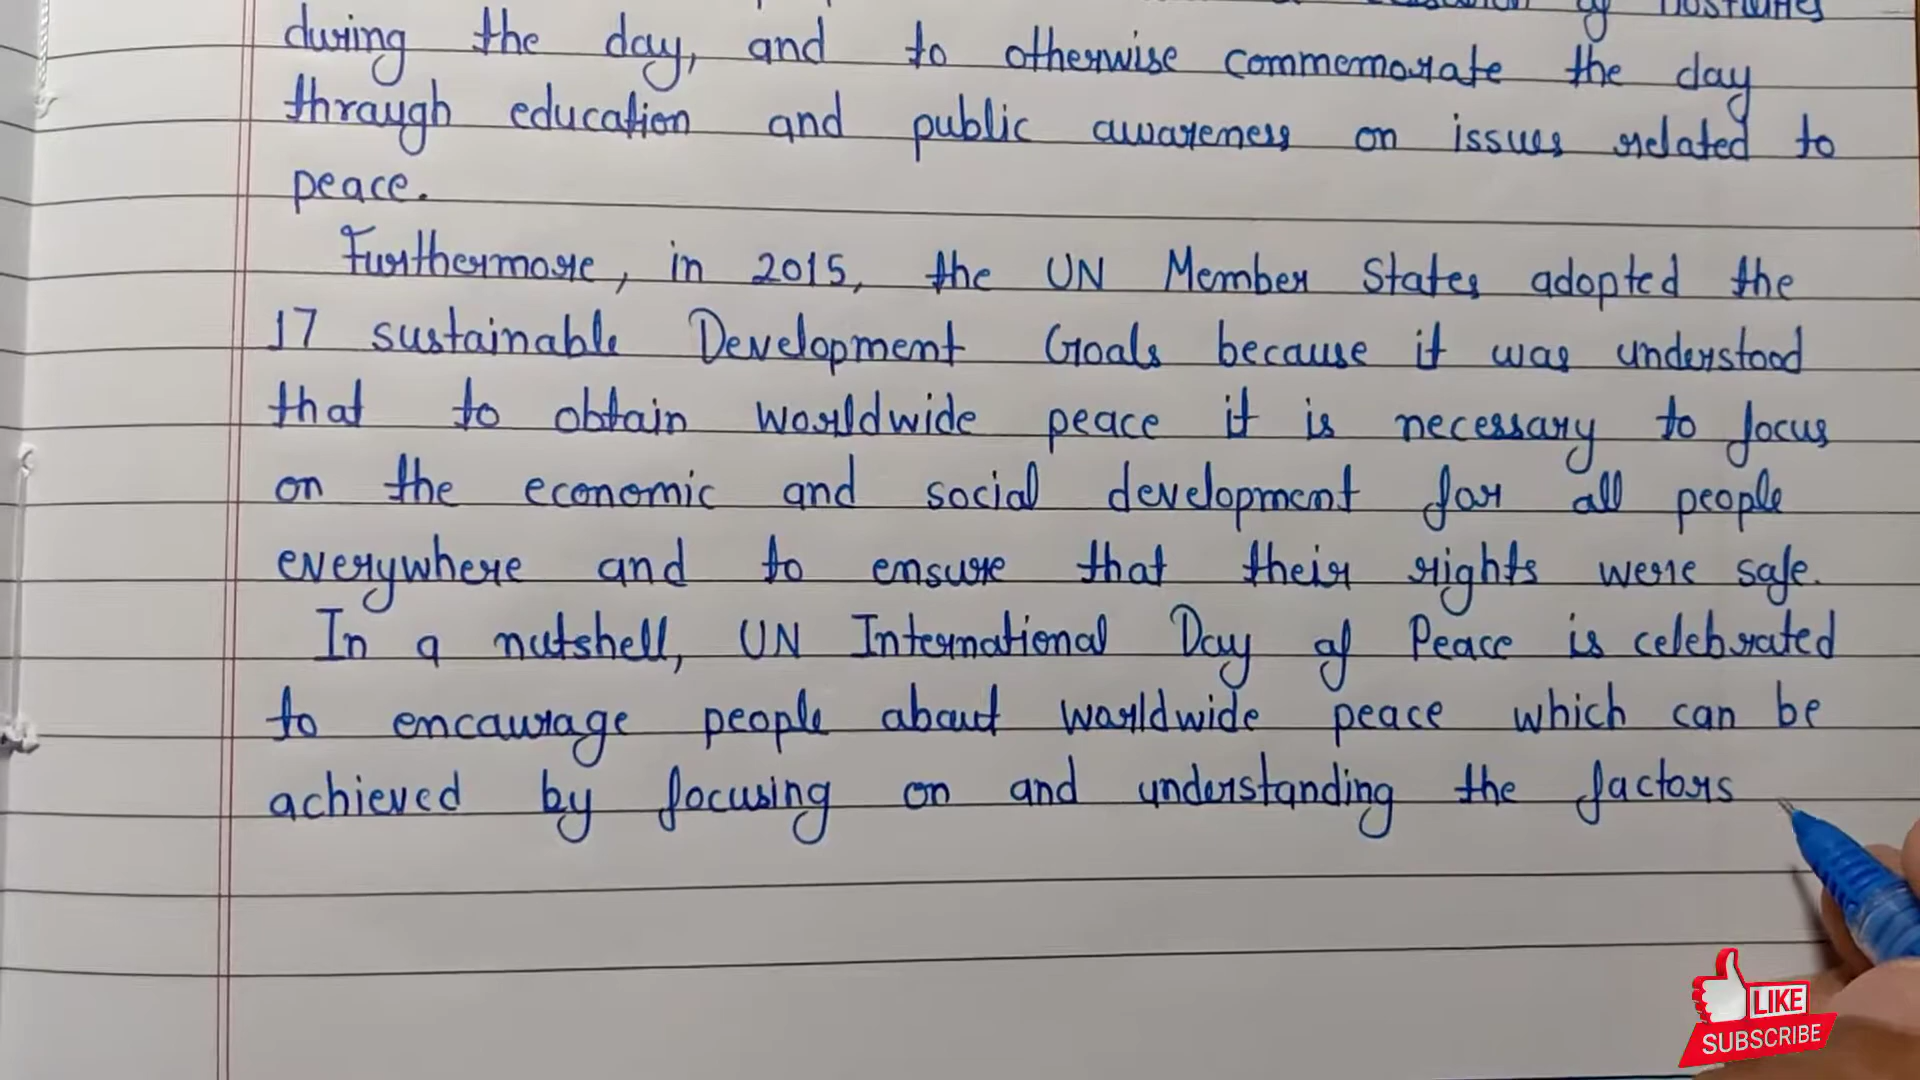 of hostilities
during the day, and to otherwise commemorate the day
through education and public awareness on issues related to
peace.
Furthermore, in 2015, the UN Member States adopted the
17 sustainable Development Goals because it was understood
that to obtain worldwide peace it is necessary to focus
on the economic and social development for all people
everywhere and to ensure that their rights were safe.
In a nutshell, UN International Day of Peace is celebrated
to encourage people about worldwide peace which can be
achieved by focusing on and understanding the factors
LIKE
SUBSCRIBE